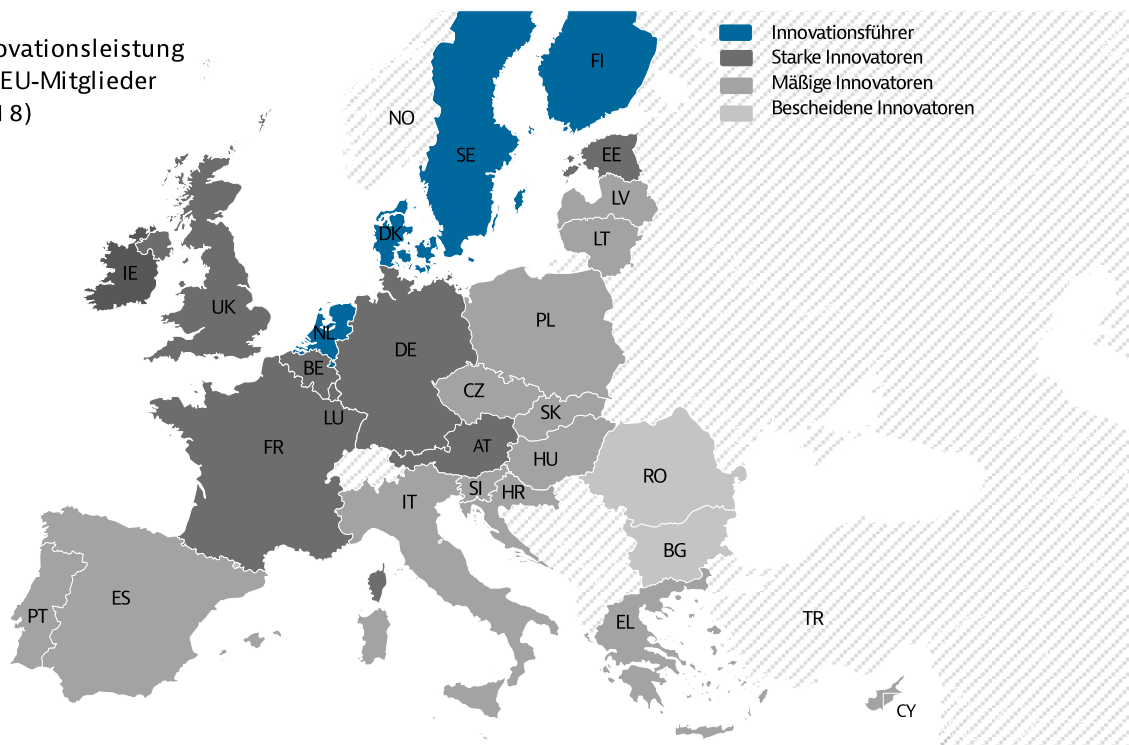 ovationsleistung
EU-Mitglieder
8)
Innovationsführer
Starke Innovatoren
Mäßige Innovatoren
Bescheidene Innovatoren
FI
NO
SE
EE
LV
DK
LT
IE
UK
PL
NL
DE
BE
CZ
SK
LU
FR
AT
HU
RO
SI
HR
IT
BG
ES
PT
EL
TR
CY